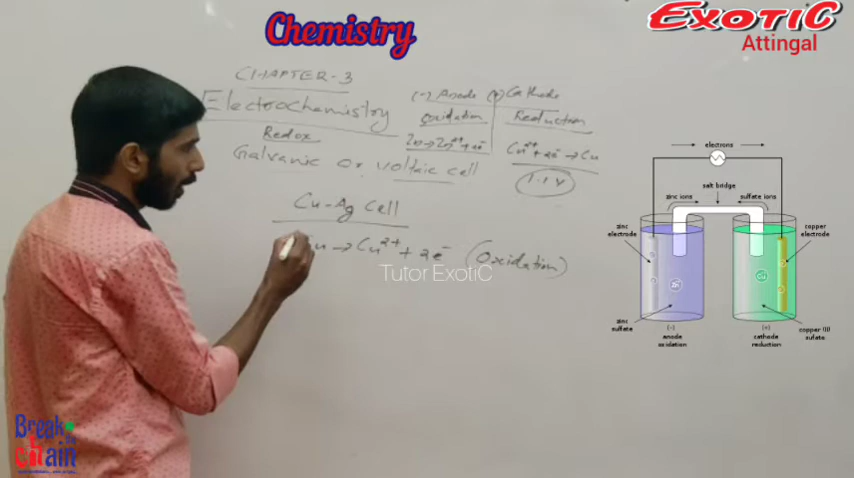 Chemistry
EXOTIC
Attingal
CHAPTER-3
Electrochemistry
Redox
Galvanic or voltaic cell
(-) Anode
oxidation
Zn → Zn²⁺ + 2e⁻
(+) Cathode
Reduction
Cu²⁺ + 2e⁻ → Cu
1.1 V
Cu-Ag Cell
Cu → Cu²⁺ + 2e⁻ (Oxidation)
Tutor ExotiC
electrons
salt bridge
zinc ions
sulfate ions
zinc
electrode
copper
electrode
zinc
sulfate
(-)
anode
oxidation
(+)
cathode
reduction
copper (II)
sulfate
Break
the
chain